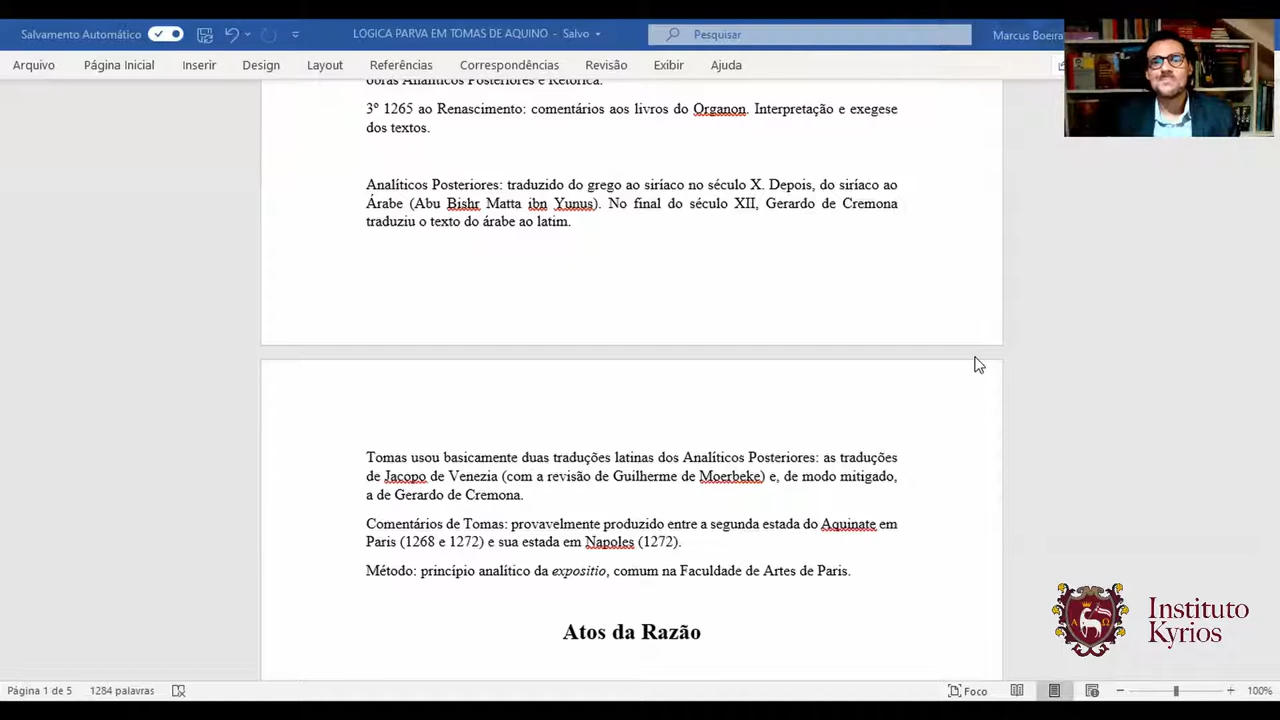 Salvamento Automático
LOGICA PARVA EM TOMAS DE AQUINO - Salvo
Pesquisar
Marcus Boeira
Arquivo Página Inicial Inserir Design Layout Referências Correspondências Revisão Exibir Ajuda
obras Analíticos Posteriores e Retórica.
3º 1265 ao Renascimento: comentários aos livros do Organon. Interpretação e exegese
dos textos.
Analíticos Posteriores: traduzido do grego ao siríaco no século X. Depois, do siríaco ao
Árabe (Abu Bishr Matta ibn Yunus). No final do século XII, Gerardo de Cremona
traduziu o texto do árabe ao latim.
Tomas usou basicamente duas traduções latinas dos Analíticos Posteriores: as traduções
de Jacopo de Venezia (com a revisão de Guilherme de Moerbeke) e, de modo mitigado,
a de Gerardo de Cremona.
Comentários de Tomas: provavelmente produzido entre a segunda estada do Aquinate em
Paris (1268 e 1272) e sua estada em Napoles (1272).
Método: princípio analítico da expositio, comum na Faculdade de Artes de Paris.
Atos da Razão
Α Ω
Instituto
Kyrios
Página 1 de 5 1284 palavras
Foco
100%